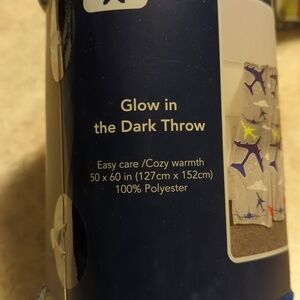 Glow in
the Dark Throw
Easy care /Cozy warmth
50 x 60 in (127cm x 152cm)
100% Polyester